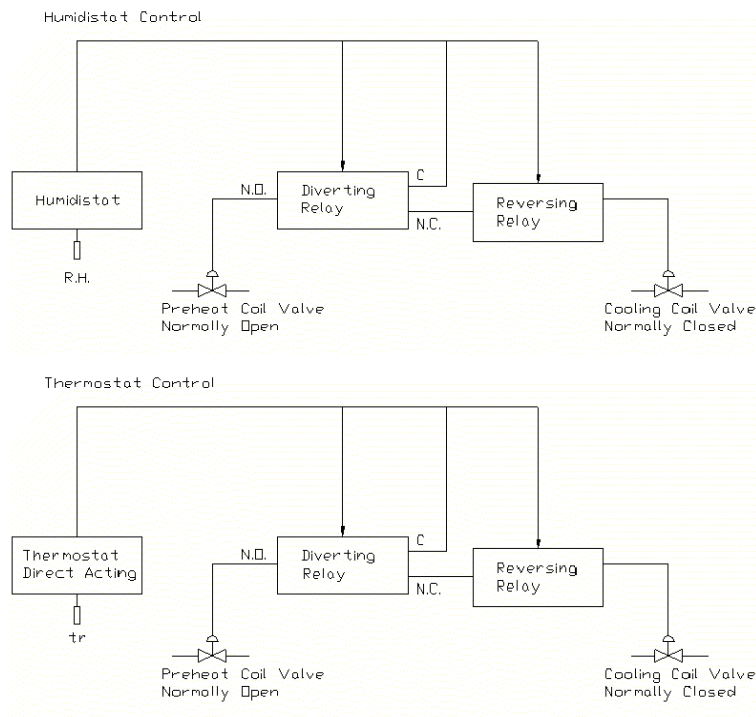 Humidistat Control
Humidistat
R.H.
N.O.
Diverting
Relay
C
N.C.
Reversing
Relay
Preheat Coil Valve
Normally Open
Cooling Coil Valve
Normally Closed
Thermostat Control
Thermostat
Direct Acting
tr
N.O.
Diverting
Relay
C
N.C.
Reversing
Relay
Preheat Coil Valve
Normally Open
Cooling Coil Valve
Normally Closed